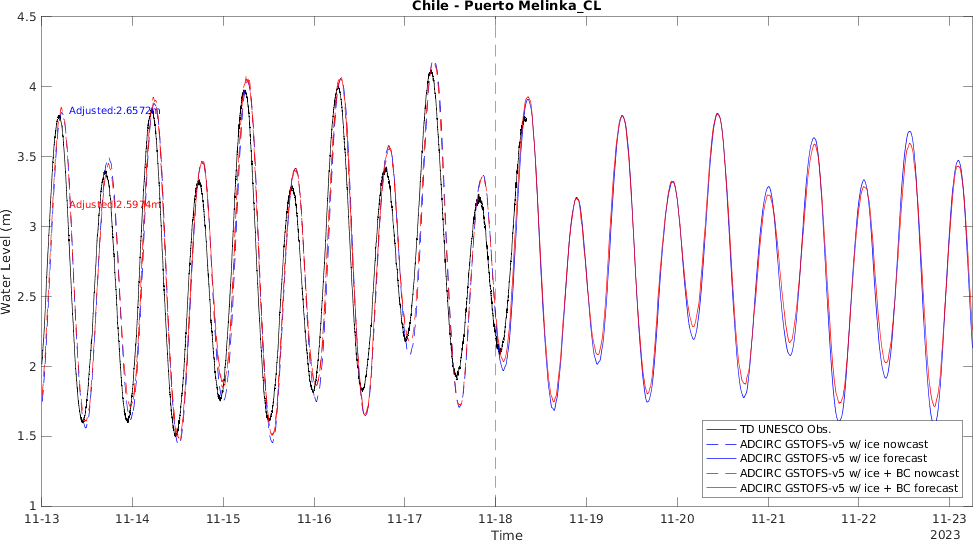 Chile - Puerto Melinka_CL
4.5
4
3.5
3
2.5
2
1.5
1
Water Level (m)
Adjusted:2.6572m
Adjusted:2.5974m
TD UNESCO Obs.
ADCIRC GSTOFS-v5 w/ ice nowcast
ADCIRC GSTOFS-v5 w/ ice forecast
ADCIRC GSTOFS-v5 w/ ice + BC nowcast
ADCIRC GSTOFS-v5 w/ ice + BC forecast
11-13 11-14 11-15 11-16 11-17 11-18 11-19 11-20 11-21 11-22 11-23
2023
Time